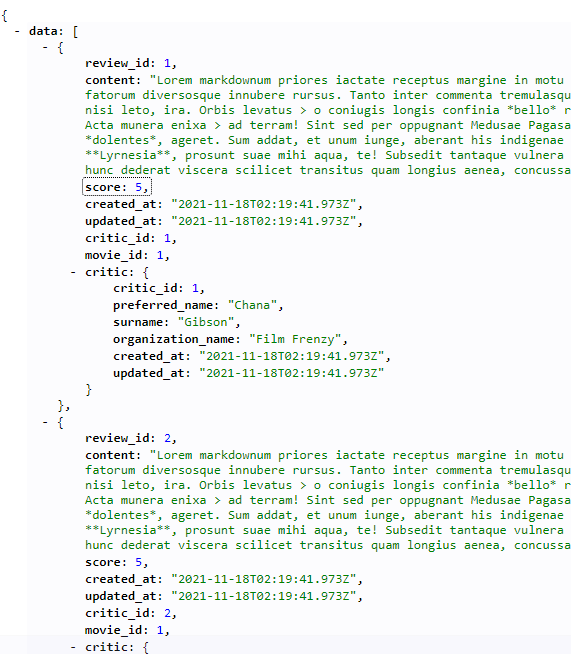 {
- data: [
- {
review_id: 1,
content: "Lorem markdownum priores iactate receptus margine in motu
fatorum diversosque innubere rursus. Tanto inter commenta tremulasqu
nisi leto, ira. Orbis levatus > o coniugis longis confinia *bello* r
Acta munera enixa > ad terram! Sint sed per oppugnant Medusae Pagasa
*dolentes*, ageret. Sum addat, et unum iunge, aberant his indigenae
**Lyrnesia**, prosunt suae mihi aqua, te! Subsedit tantaque vulnera
hunc dederat viscera scilicet transitus quam longius aenea, concussa
score: 5,
created_at: "2021-11-18T02:19:41.973Z",
updated_at: "2021-11-18T02:19:41.973Z",
critic_id: 1,
movie_id: 1,
- critic: {
critic_id: 1,
preferred_name: "Chana",
surname: "Gibson",
organization_name: "Film Frenzy",
created_at: "2021-11-18T02:19:41.973Z",
updated_at: "2021-11-18T02:19:41.973Z"
}
},
- {
review_id: 2,
content: "Lorem markdownum priores iactate receptus margine in motu
fatorum diversosque innubere rursus. Tanto inter commenta tremulasqu
nisi leto, ira. Orbis levatus > o coniugis longis confinia *bello* r
Acta munera enixa > ad terram! Sint sed per oppugnant Medusae Pagasa
*dolentes*, ageret. Sum addat, et unum iunge, aberant his indigenae
**Lyrnesia**, prosunt suae mihi aqua, te! Subsedit tantaque vulnera
hunc dederat viscera scilicet transitus quam longius aenea, concussa
score: 5,
created_at: "2021-11-18T02:19:41.973Z",
updated_at: "2021-11-18T02:19:41.973Z",
critic_id: 2,
movie_id: 1,
- critic: {